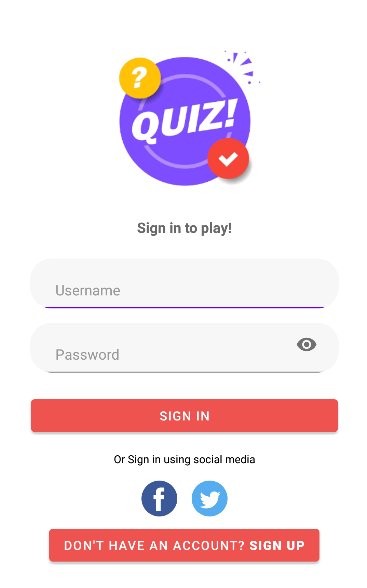 ?
QUIZ!
Sign in to play!
Username
Password
SIGN IN
Or Sign in using social media
f
DON'T HAVE AN ACCOUNT? SIGN UP